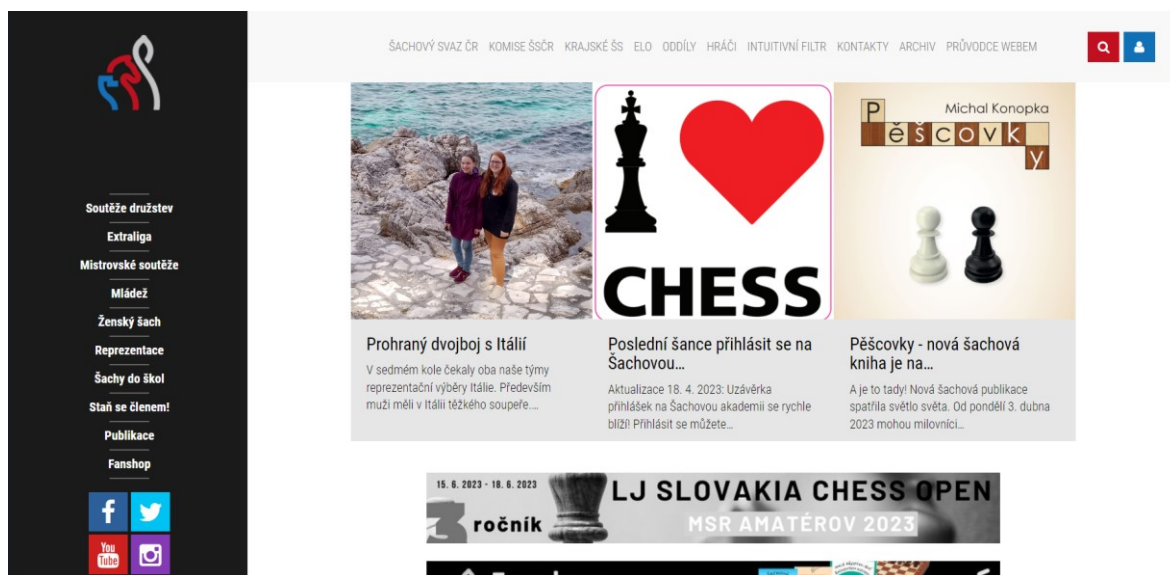 ŠACHOVÝ SVAZ ČR KOMISE ŠSČR KRAJSKÉ ŠS ELO ODDÍLY HRÁČI INTUITIVNÍ FILTR KONTAKTY ARCHIV PRŮVODCE WEBEM
Soutěže družstev
Extraliga
Mistrovské soutěže
Mládež
Ženský šach
Reprezentace
Šachy do škol
Staň se členem!
Publikace
Fanshop
You
Tube
I
CHESS
Michal Konopka
Pěšcovky
Prohraný dvojboj s Itálií
V sedmém kole čekaly oba naše týmy
reprezentační výběry Itálie. Především
muži měli v Itálii těžkého soupeře....
Poslední šance přihlásit se na
Šachovou...
Aktualizace 18. 4. 2023: Uzávěrka
přihlášek na Šachovou akademii se rychle
blíží! Přihlásit se můžete...
Pěšcovky - nová šachová
kniha je na...
A je to tady! Nová šachová publikace
spatřila světlo světa. Od pondělí 3. dubna
2023 mohou milovníci...
15. 6. 2023 - 18. 6. 2023
3 ročník
LJ SLOVAKIA CHESS OPEN
MSR AMATÉROV 2023